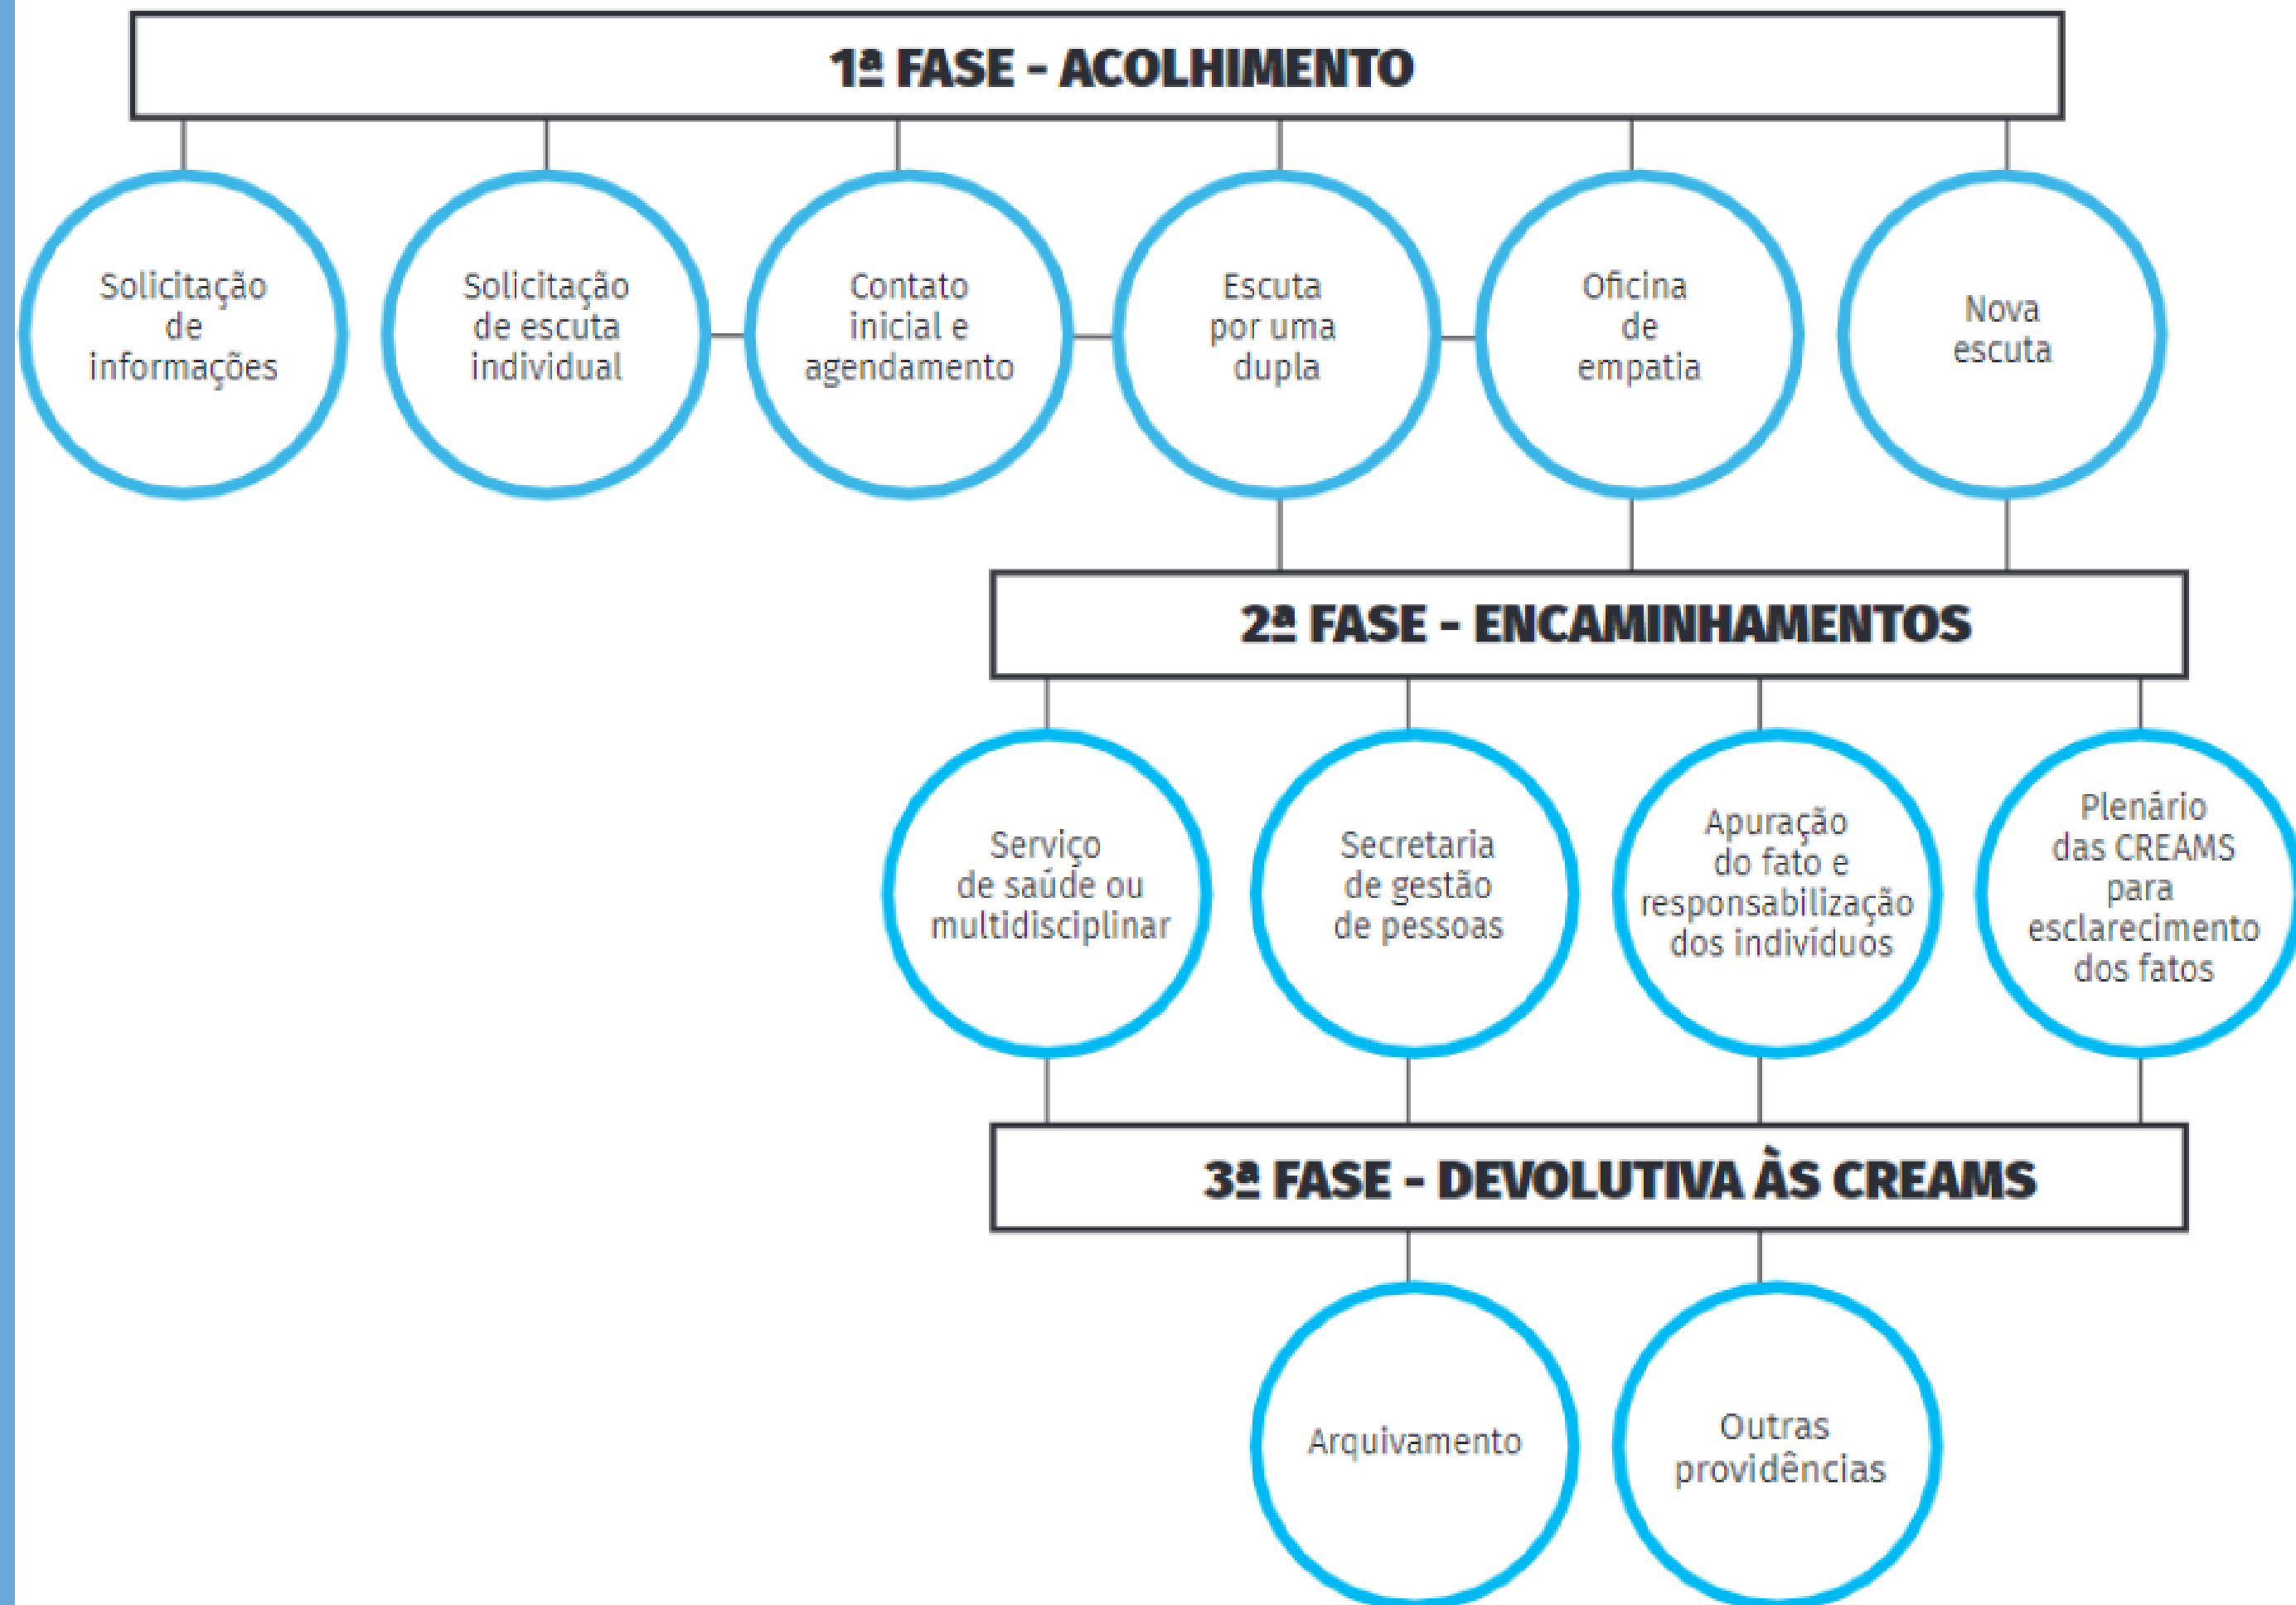 1ª FASE - ACOLHIMENTO
Solicitação
de
informações
Solicitação
de escuta
individual
Contato
inicial e
agendamento
Escuta
por uma
dupla
Oficina
de
empatia
Nova
escuta
2ª FASE - ENCAMINHAMENTOS
Serviço
de saúde ou
multidisciplinar
Secretaria
de gestão
de pessoas
Apuração
do fato e
responsabilização
dos indivíduos
Plenário
das CREAMS
para
esclarecimento
dos fatos
3ª FASE - DEVOLUTIVA ÀS CREAMS
Arquivamento
Outras
providências